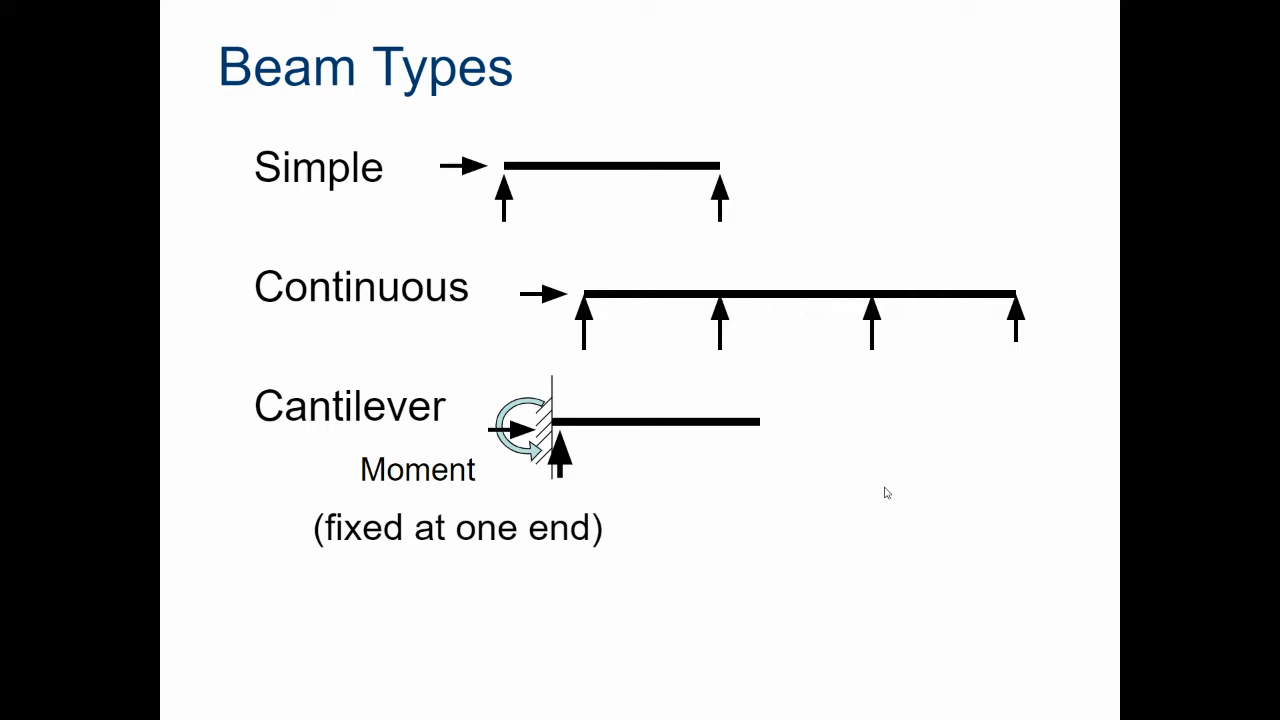 Beam Types
Simple
Continuous
Cantilever
Moment
(fixed at one end)